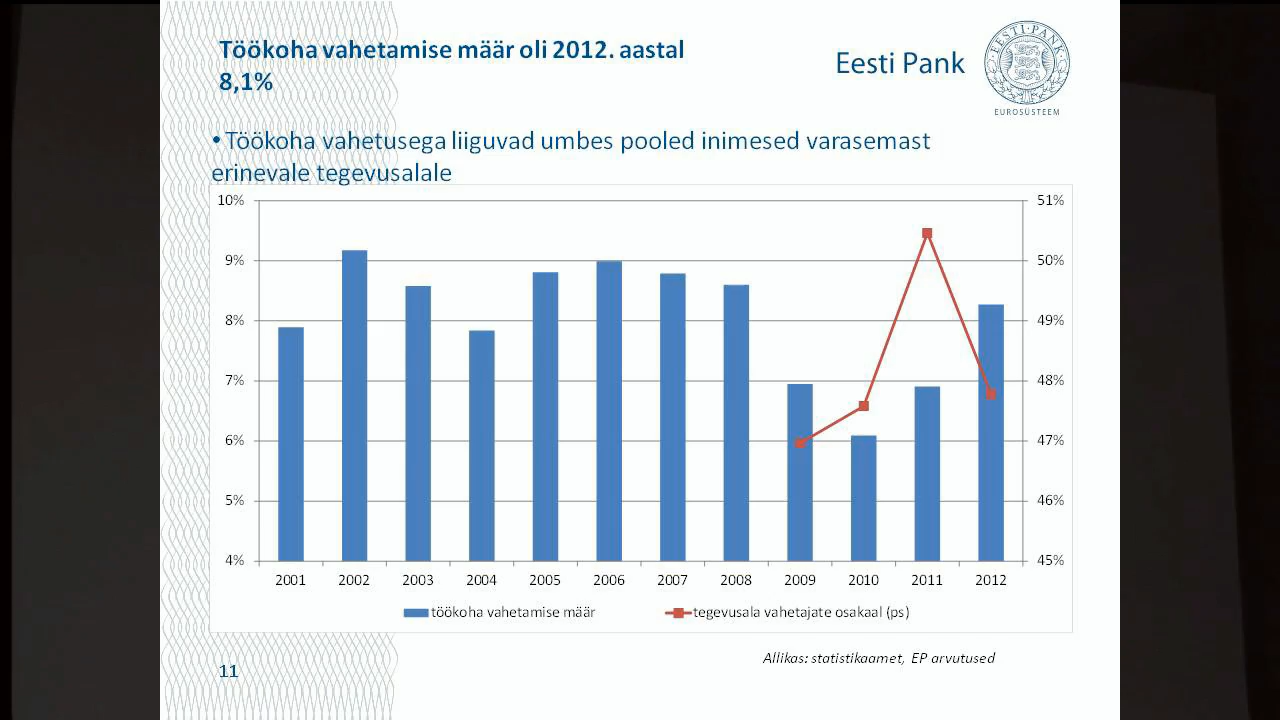 Töökoha vahetamise määr oli 2012. aastal
8,1%
Eesti Pank
EESTI·PANK
EUROSÜSTEEM
• Töökoha vahetusega liiguvad umbes pooled inimesed varasemast
erinevale tegevusalale
10%
9%
8%
7%
6%
5%
4%
51%
50%
49%
48%
47%
46%
45%
2001 2002 2003 2004 2005 2006 2007 2008 2009 2010 2011 2012
töökoha vahetamise määr
tegevusala vahetajate osakaal (ps)
Allikas: statistikaamet, EP arvutused
11